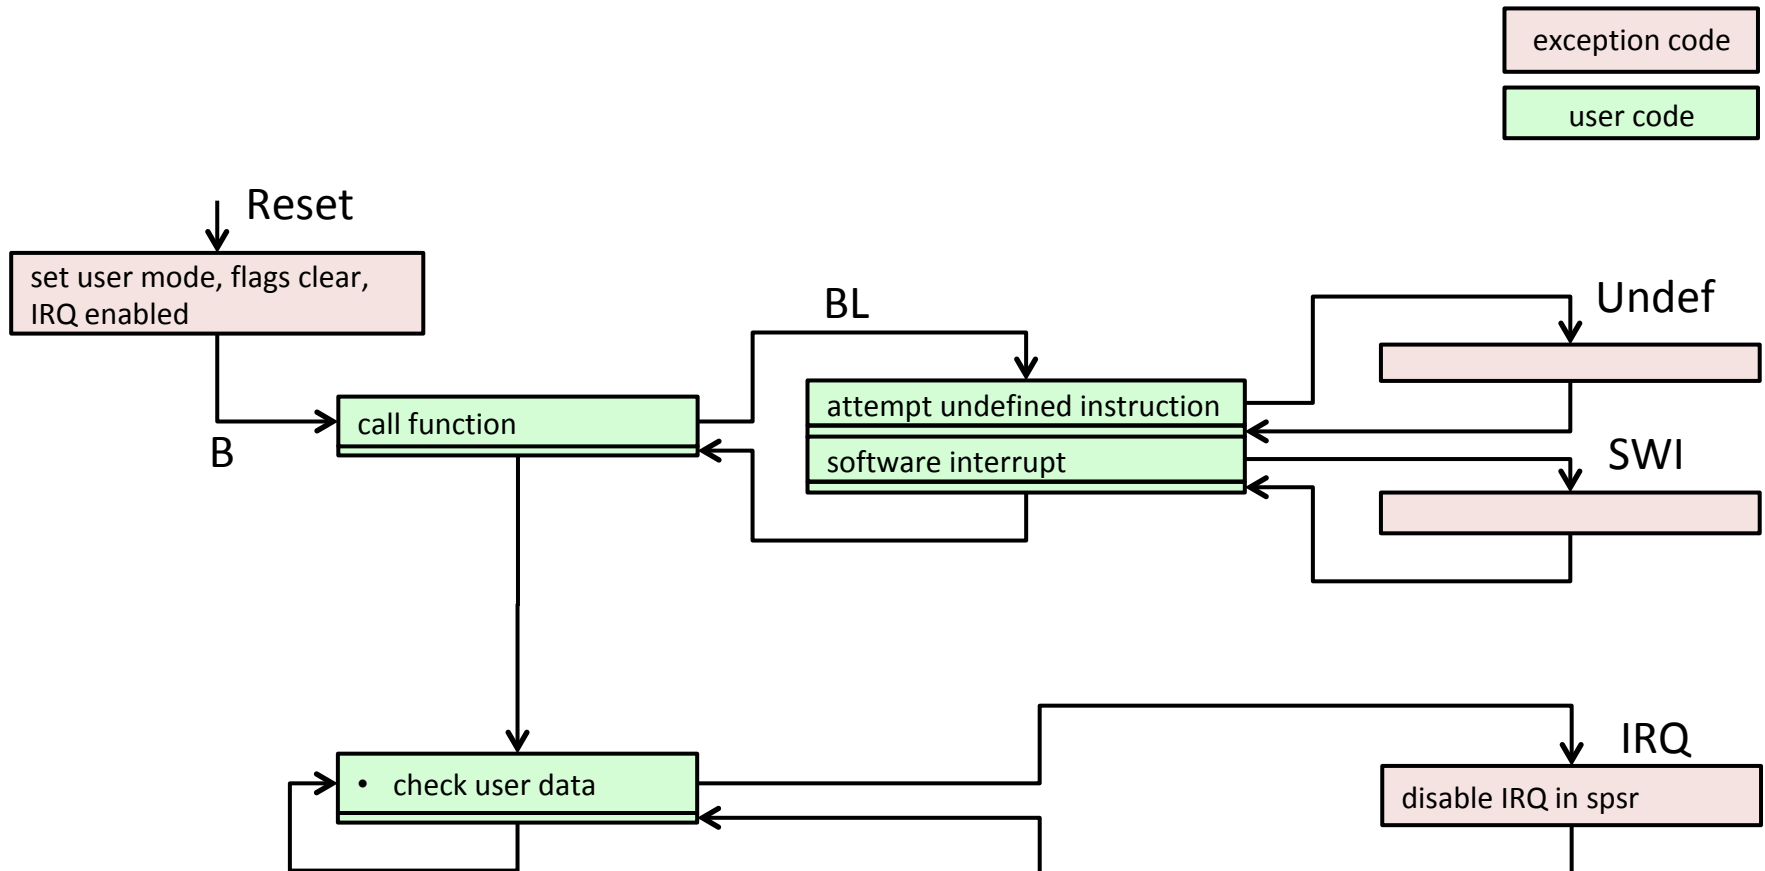 exception code
user code
Reset
set user mode, flags clear,
IRQ enabled
B
call function
BL
attempt undefined instruction
software interrupt
Undef
SWI
• check user data
IRQ
disable IRQ in spsr